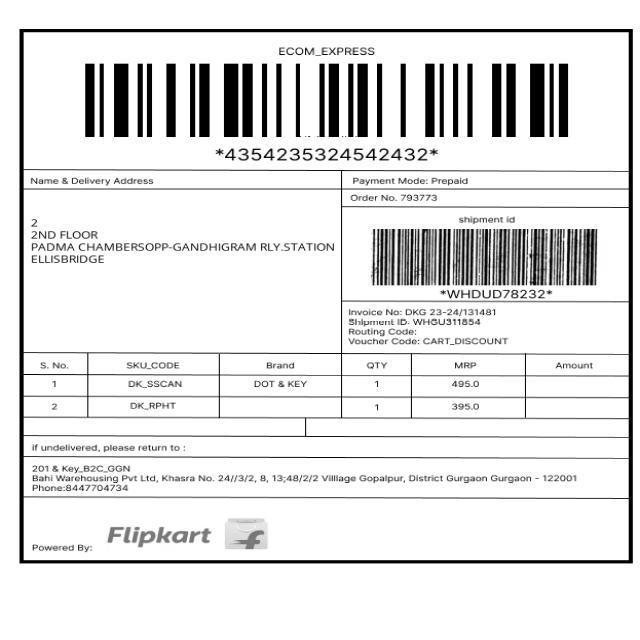 ECOM_EXPRESS
*4354235324542432*
Name & Delivery Address
Payment Mode: Prepaid
Order No. 793773
2
2ND FLOOR
PADMA CHAMBERSOPP-GANDHIGRAM RLY.STATION
ELLISBRIDGE
shipment id
*WHDUD78232*
Invoice No: DKG 23-24/131481
Shipment ID: WHGU311854
Routing Code:
Voucher Code: CART_DISCOUNT
S. No. SKU_CODE Brand QTY MRP Amount
1 DK_SSCAN DOT & KEY 1 495.0
2 DK_RPHT 1 395.0
if undelivered, please return to :
201 & Key_B2C_GGN
Bahi Warehousing Pvt Ltd, Khasra No. 24//3/2, 8, 13;48/2/2 Villlage Gopalpur, District Gurgaon Gurgaon - 122001
Phone:8447704734
Powered By: Flipkart